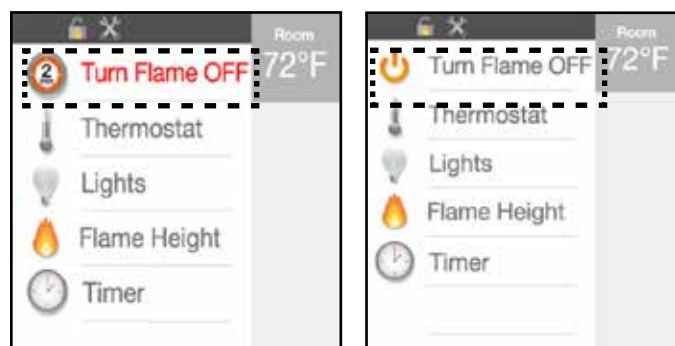 Room
72°F
2
Turn Flame OFF
Thermostat
Lights
Flame Height
Timer
Room
72°F
Turn Flame OFF
Thermostat
Lights
Flame Height
Timer